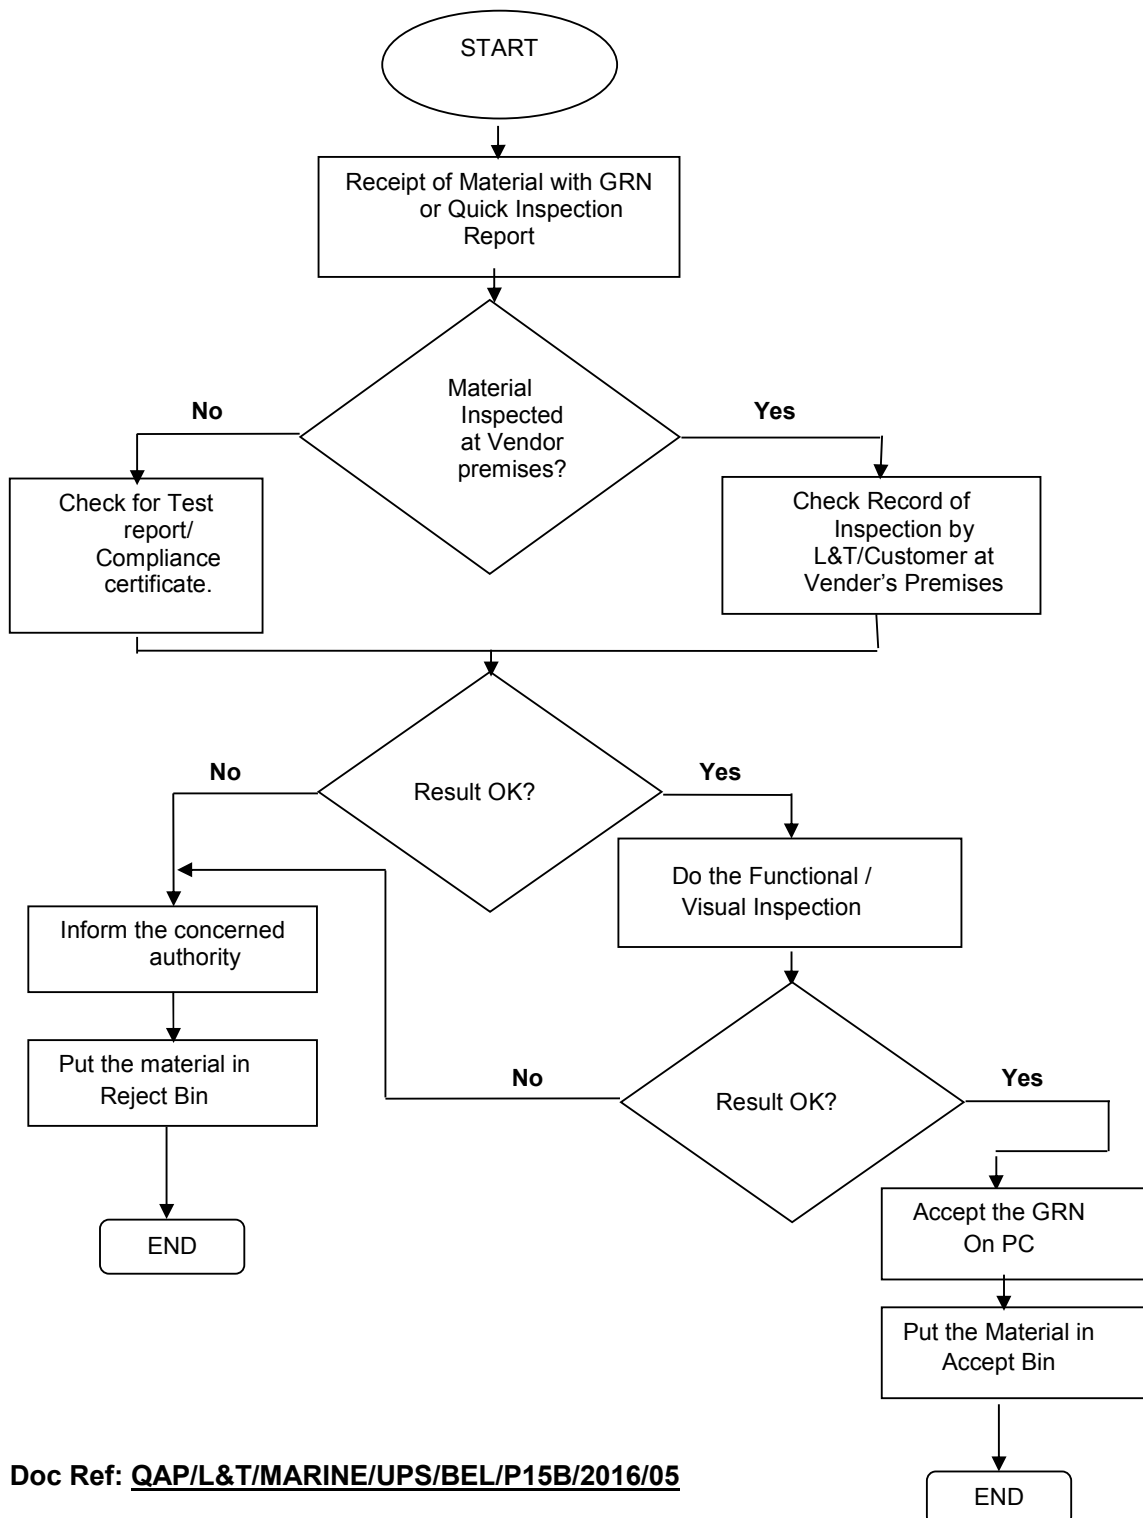 START
Receipt of Material with GRN
or Quick Inspection
Report
Material
Inspected
at Vendor
premises?
No
Yes
Check for Test
report/
Compliance
certificate.
Check Record of
Inspection by
L&T/Customer at
Vender’s Premises
No
Yes
Result OK?
Do the Functional /
Visual Inspection
Inform the concerned
authority
Put the material in
Reject Bin
No
Yes
Result OK?
END
Accept the GRN
On PC
Put the Material in
Accept Bin
Doc Ref: QAP/L&T/MARINE/UPS/BEL/P15B/2016/05
END